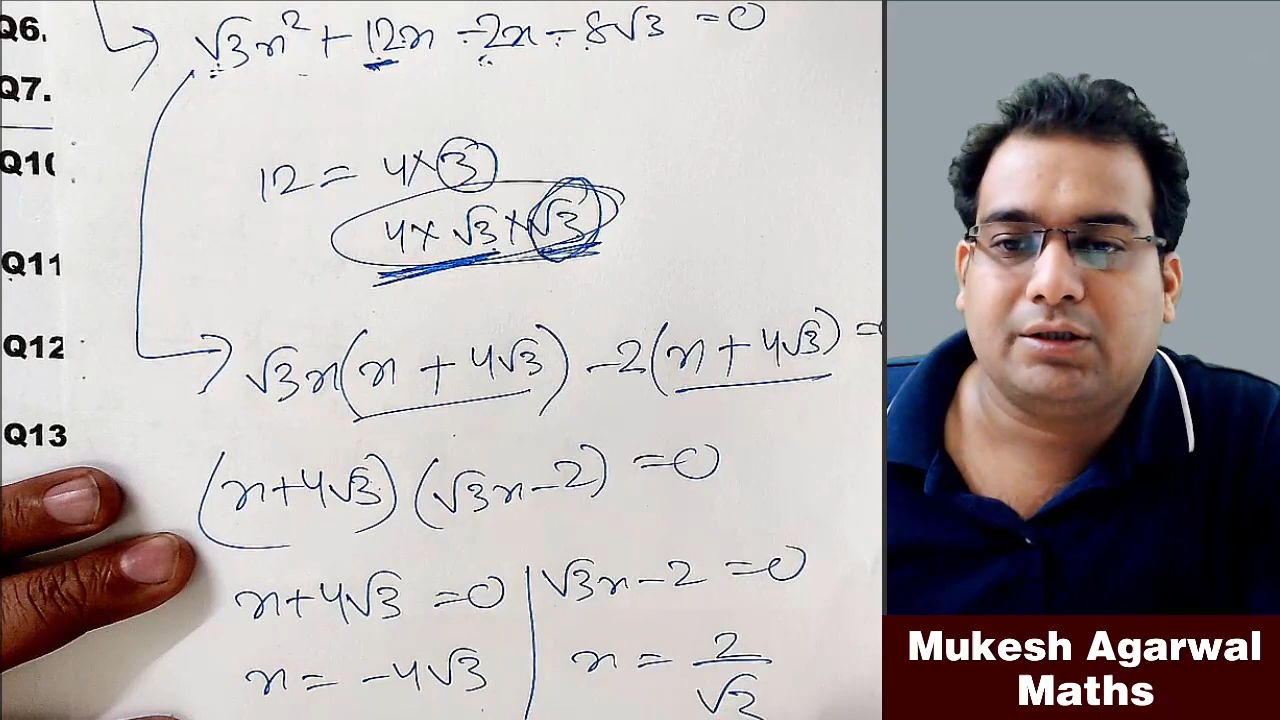 Q6.
√3x² + 12x - 2x - 8√3 = 0
Q7.
Q10
12 = 4×3
4×√3×√3
Q11
Q12
√3x(x + 4√3) - 2(x + 4√3) =
Q13
(x+4√3)(√3x-2) = 0
x+4√3 = 0 | √3x-2 = 0
x = -4√3 | x = 2/√3
Mukesh Agarwal
Maths